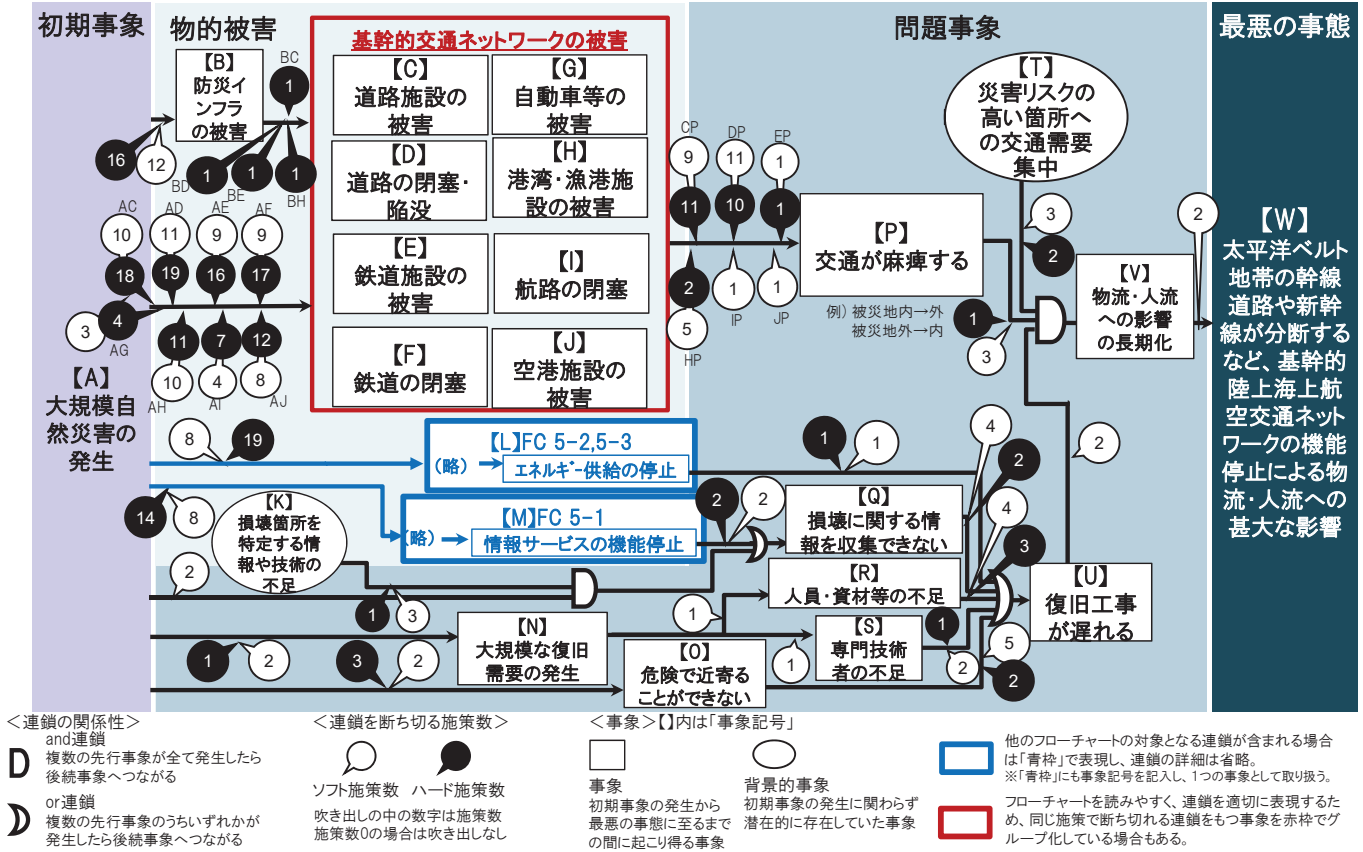 初期事象
物的被害
問題事象
最悪の事態
基幹的交通ネットワークの被害
【B】
防災イ
ンフラ
の被害
BC
1
16
12
BD
1
BE
1
1
BH
【C】
道路施設の
被害
【G】
自動車等の
被害
【D】
道路の閉塞・
陥没
【H】
港湾・漁港施
設の被害
【E】
鉄道施設の
被害
【I】
航路の閉塞
【F】
鉄道の閉塞
【J】
空港施設の
被害
AC
AD
AE
AF
10
11
9
9
18
19
16
17
3
4
AG
11
7
12
10
4
8
AH
AI
AJ
【A】
大規模自
然災害の
発生
CP
DP
EP
9
11
1
11
10
1
2
1
1
5
IP
JP
HP
【P】
交通が麻痺する
例) 被災地内→外
被災地外→内
【T】
災害リスクの
高い箇所へ
の交通需要
集中
3
2
1
3
【V】
物流・人流
への影響
の長期化
2
【W】
太平洋ベルト
地帯の幹線
道路や新幹
線が分断する
など、基幹的
陸上海上航
空交通ネット
ワークの機能
停止による物
流・人流への
甚大な影響
8
19
【L】FC 5-2,5-3
(略)
エネルギー供給の停止
1
1
4
2
14
8
【K】
損壊箇所を
特定する情
報や技術の
不足
【M】FC 5-1
(略)
情報サービスの機能停止
2
2
【Q】
損壊に関する情
報を収集できない
2
4
2
1
3
【R】
人員・資材等の不足
3
【U】
復旧工事
が遅れる
1
【N】
大規模な復旧
需要の発生
【S】
専門技術
者の不足
1
1
2
5
2
1
2
3
2
【O】
危険で近寄る
ことができない
<連鎖の関係性>
and連鎖
複数の先行事象が全て発生したら
後続事象へつながる
or連鎖
複数の先行事象のうちいずれかが
発生したら後続事象へつながる
<連鎖を断ち切る施策数>
ソフト施策数 ハード施策数
吹き出しの中の数字は施策数
施策数0の場合は吹き出しなし
<事象>【】内は「事象記号」
事象
初期事象の発生から
最悪の事態に至るまで
の間に起こり得る事象
背景的事象
初期事象の発生に関わらず
潜在的に存在していた事象
他のフローチャートの対象となる連鎖が含まれる場合
は「青枠」で表現し、連鎖の詳細は省略。
※「青枠」にも事象記号を記入し、1つの事象として取り扱う。
フローチャートを読みやすく、連鎖を適切に表現するた
め、同じ施策で断ち切れる連鎖をもつ事象を赤枠でグ
ループ化している場合もある。